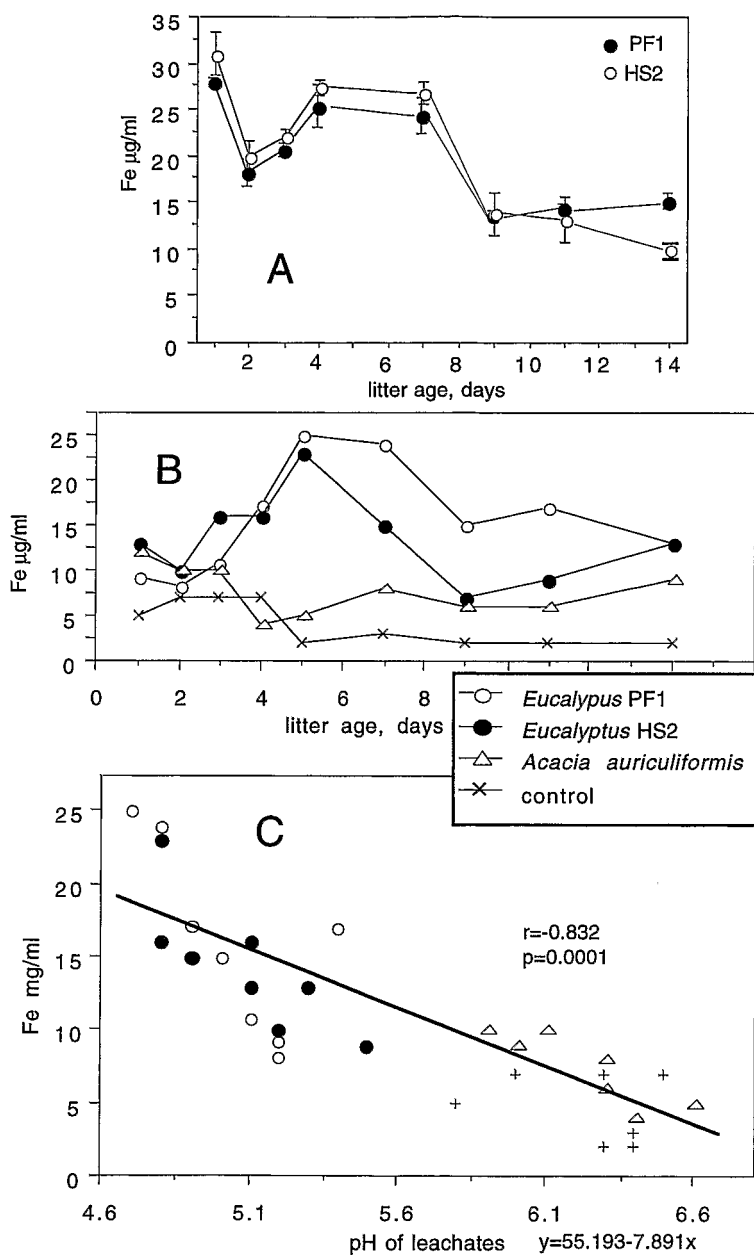 35
30
25
20
15
10
5
0
Fe µg/ml
PF1
HS2
A
2 4 6 8 10 12 14
litter age, days
25
20
15
10
5
0
Fe µg/ml
B
0 2 4 6 8
litter age, days
Eucalypus PF1
Eucalyptus HS2
Acacia auriculiformis
control
25
20
15
10
5
0
Fe mg/ml
C
r=-0.832
p=0.0001
4.6 5.1 5.6 6.1 6.6
pH of leachates y=55.193-7.891x